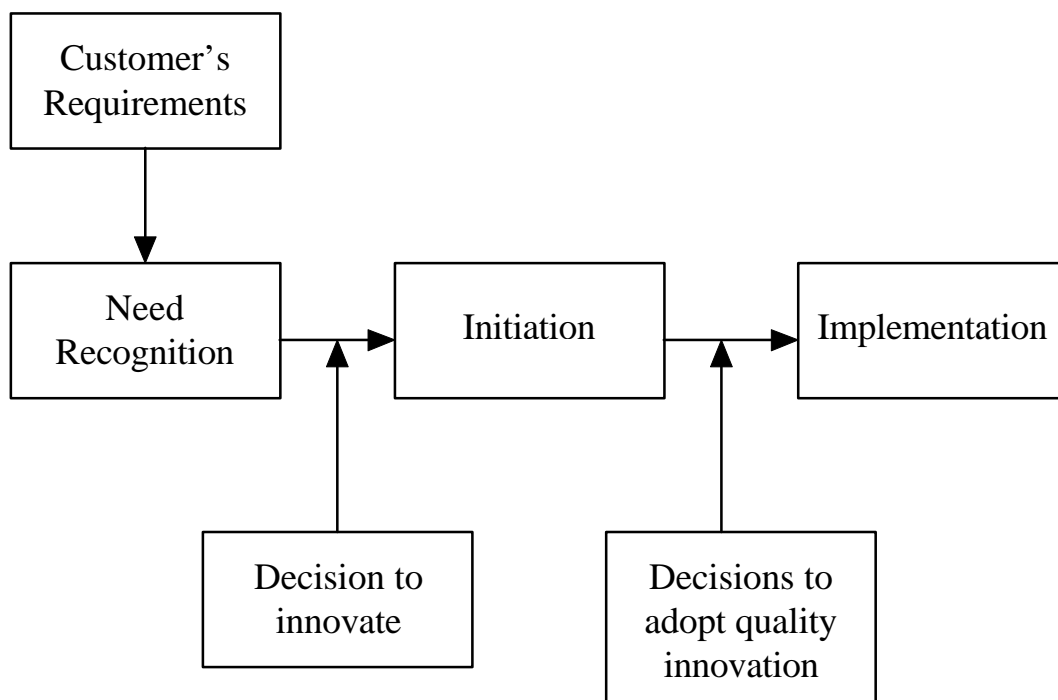 Customer’s
Requirements
Need
Recognition
Initiation
Implementation
Decision to
innovate
Decisions to
adopt quality
innovation